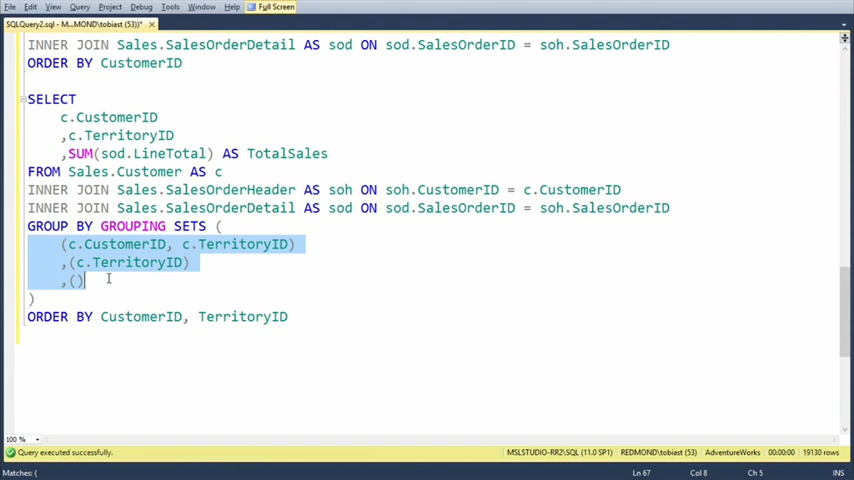 File Edit View Query Project Debug Tools Window Help Full Screen
SQLQuery2.sql - M...MOND\tobiast (53))* ×
INNER JOIN Sales.SalesOrderDetail AS sod ON sod.SalesOrderID = soh.SalesOrderID
ORDER BY CustomerID
SELECT
c.CustomerID
,c.TerritoryID
,SUM(sod.LineTotal) AS TotalSales
FROM Sales.Customer AS c
INNER JOIN Sales.SalesOrderHeader AS soh ON soh.CustomerID = c.CustomerID
INNER JOIN Sales.SalesOrderDetail AS sod ON sod.SalesOrderID = soh.SalesOrderID
GROUP BY GROUPING SETS (
(c.CustomerID, c.TerritoryID)
,(c.TerritoryID)
,()
)
ORDER BY CustomerID, TerritoryID
100 %
Query executed successfully. MSLSTUDIO-RR2\SQL (11.0 SP1) REDMOND\tobiast (53) AdventureWorks 00:00:00 19130 rows
Matches: ( Ln 67 Col 8 Ch 5 INS